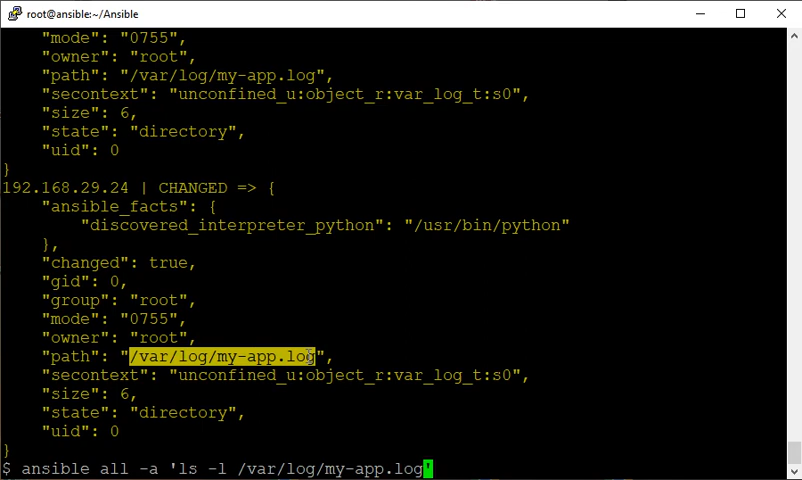 root@ansible:~/Ansible
"mode": "0755",
"owner": "root",
"path": "/var/log/my-app.log",
"secontext": "unconfined_u:object_r:var_log_t:s0",
"size": 6,
"state": "directory",
"uid": 0
}
192.168.29.24 | CHANGED => {
"ansible_facts": {
"discovered_interpreter_python": "/usr/bin/python"
},
"changed": true,
"gid": 0,
"group": "root",
"mode": "0755",
"owner": "root",
"path": "/var/log/my-app.log",
"secontext": "unconfined_u:object_r:var_log_t:s0",
"size": 6,
"state": "directory",
"uid": 0
}
$ ansible all -a 'ls -l /var/log/my-app.log'